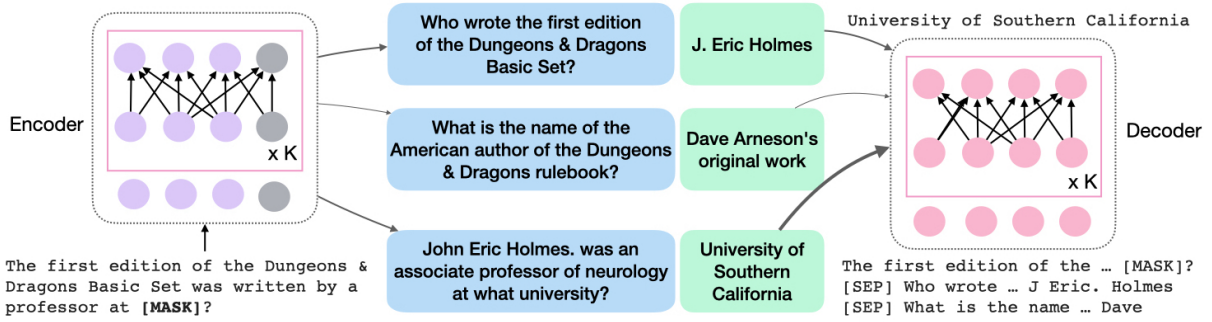 Encoder
x K
The first edition of the Dungeons &
Dragons Basic Set was written by a
professor at [MASK]?
Who wrote the first edition
of the Dungeons & Dragons
Basic Set?
J. Eric Holmes
What is the name of the
American author of the Dungeons
& Dragons rulebook?
Dave Arneson's
original work
John Eric Holmes. was an
associate professor of neurology
at what university?
University of
Southern
California
University of Southern California
Decoder
x K
The first edition of the … [MASK]?
[SEP] Who wrote … J Eric. Holmes
[SEP] What is the name … Dave